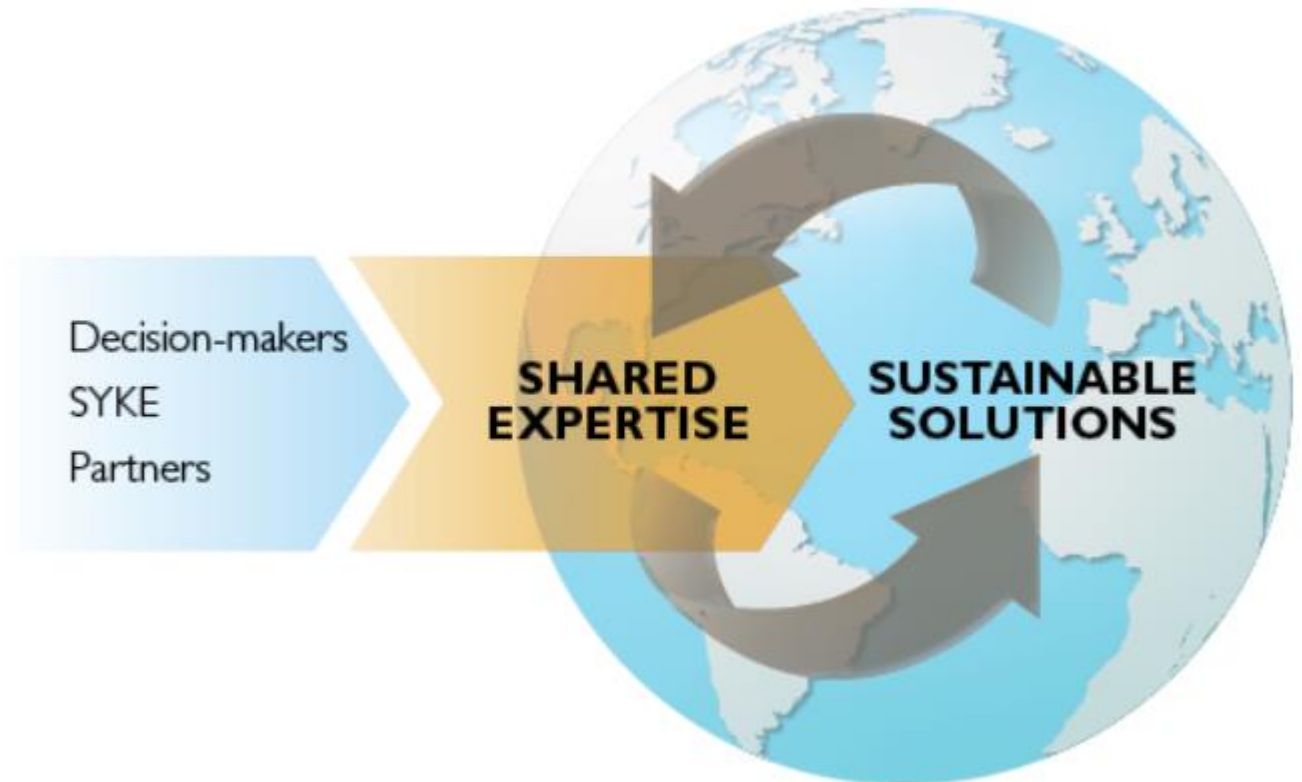 Decision-makers
SYKE
Partners
SHARED
EXPERTISE
SUSTAINABLE
SOLUTIONS